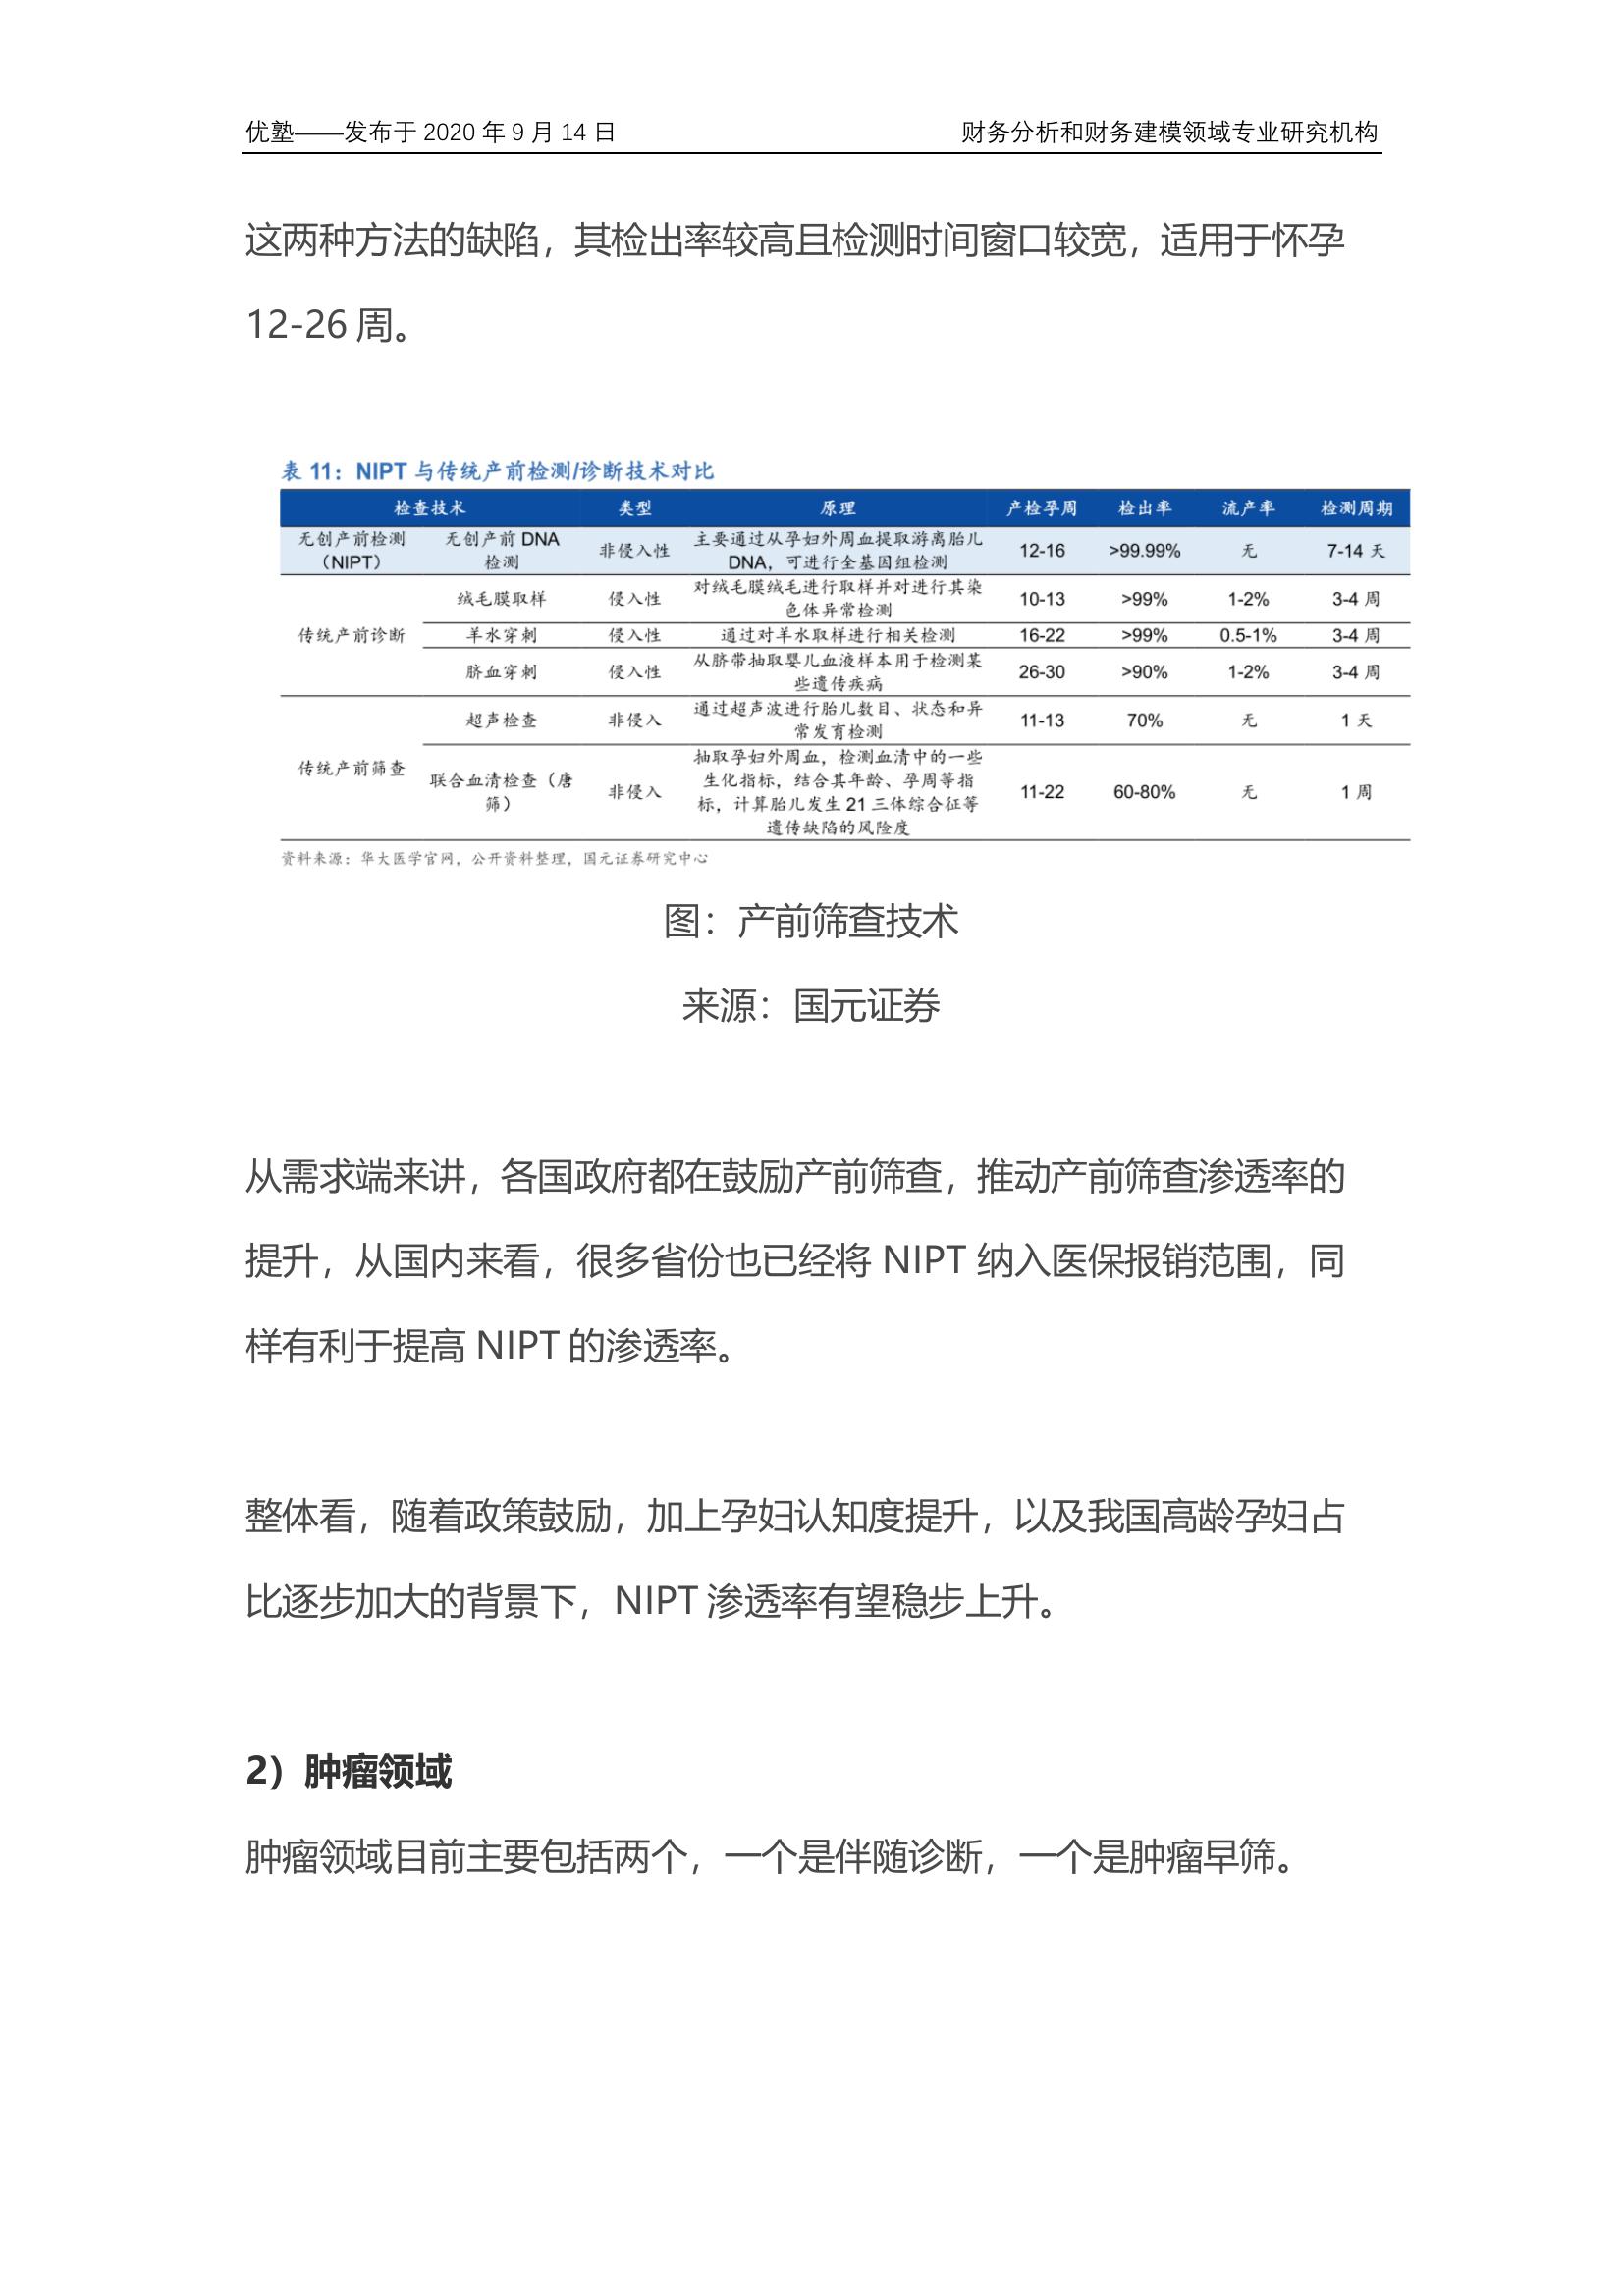 优塾——发布于 2020 年 9 月 14 日 财务分析和财务建模领域专业研究机构
这两种方法的缺陷，其检出率较高且检测时间窗口较宽，适用于怀孕
12-26 周。
表 11：NIPT 与传统产前检测/诊断技术对比
检查技术 类型 原理 产检孕周 检出率 流产率 检测周期
无创产前检测（NIPT） 无创产前 DNA 检测 非侵入性 主要通过从孕妇外周血提取游离胎儿 DNA，可进行全基因组检测 12-16 >99.99% 无 7-14 天
传统产前诊断 绒毛膜取样 侵入性 对绒毛膜绒毛进行取样并对进行其染色体异常检测 10-13 >99% 1-2% 3-4 周
羊水穿刺 侵入性 通过对羊水取样进行相关检测 16-22 >99% 0.5-1% 3-4 周
脐血穿刺 侵入性 从脐带抽取婴儿血液样本用于检测某些遗传疾病 26-30 >90% 1-2% 3-4 周
传统产前筛查 超声检查 非侵入 通过超声波进行胎儿数目、状态和异常发育检测 11-13 70% 无 1 天
联合血清检查（唐筛） 非侵入 抽取孕妇外周血，检测血清中的一些生化指标，结合其年龄、孕周等指标，计算胎儿发生 21 三体综合征等遗传缺陷的风险度 11-22 60-80% 无 1 周
资料来源：华大医学官网，公开资料整理，国元证券研究中心
图：产前筛查技术
来源：国元证券
从需求端来讲，各国政府都在鼓励产前筛查，推动产前筛查渗透率的
提升，从国内来看，很多省份也已经将 NIPT 纳入医保报销范围，同
样有利于提高 NIPT 的渗透率。
整体看，随着政策鼓励，加上孕妇认知度提升，以及我国高龄孕妇占
比逐步加大的背景下，NIPT 渗透率有望稳步上升。
2）肿瘤领域
肿瘤领域目前主要包括两个，一个是伴随诊断，一个是肿瘤早筛。